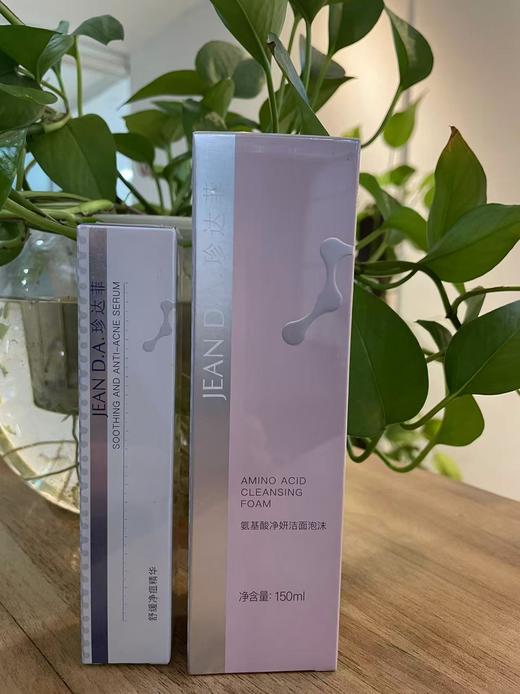 JEAN D.A. 珍达菲
SOOTHING AND ANTI-ACNE SERUM
舒缓净痘精华
JEAN D.A. 珍达菲
AMINO ACID
CLEANSING
FOAM
氨基酸净妍洁面泡沫
净含量: 150ml